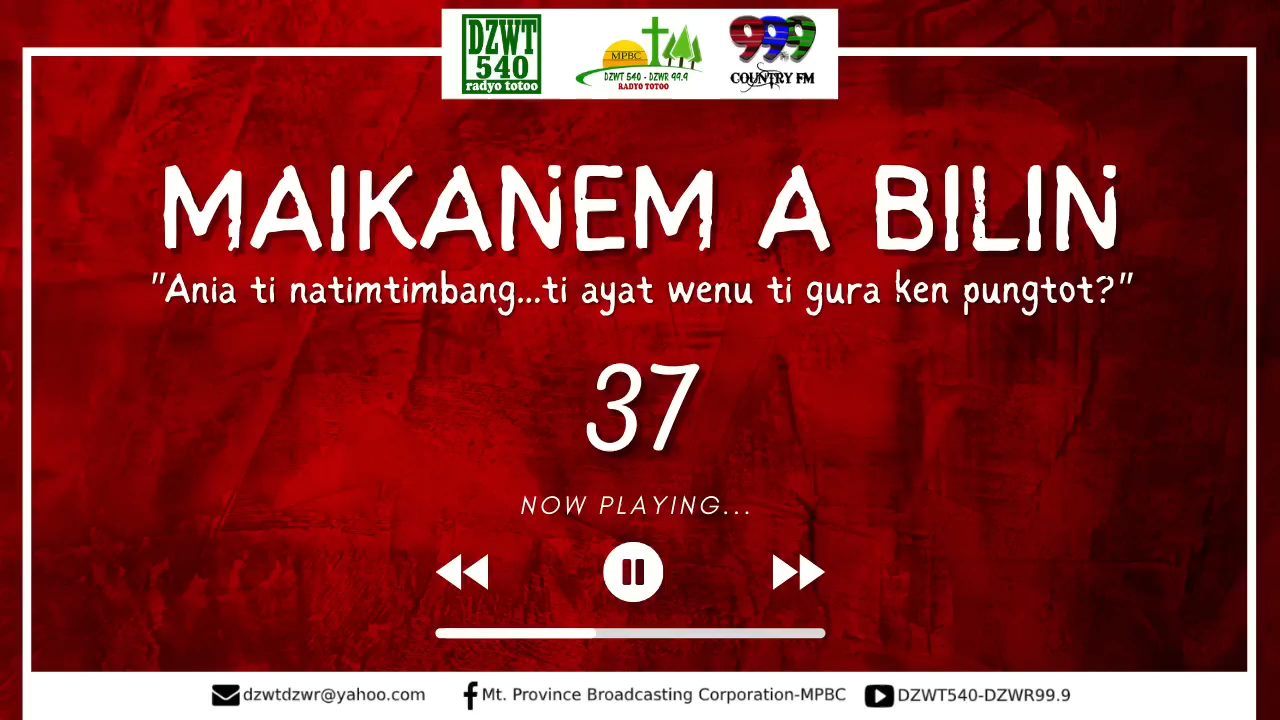 DZWT
540
radyo totoo
MPBC
DZWT 540 - DZWR 99.9
RADYO TOTOO
99.9
COUNTRY FM
MAIKANEM A BILIN
"Ania ti natimtimbang...ti ayat wenu ti gura ken pungtot?"
37
NOW PLAYING...
dzwtdzwr@yahoo.com
Mt. Province Broadcasting Corporation-MPBC
DZWT540-DZWR99.9